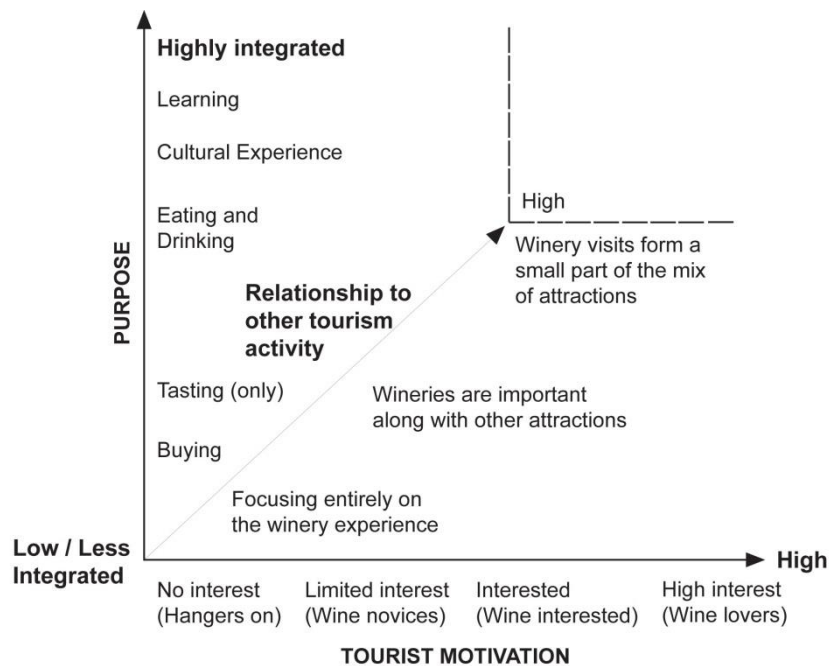 Highly integrated
Learning
Cultural Experience
Eating and
Drinking
High
Winery visits form a
small part of the mix
of attractions
PURPOSE
Relationship to
other tourism
activity
Tasting (only)
Wineries are important
along with other attractions
Buying
Focusing entirely on
the winery experience
Low / Less
Integrated
High
No interest
(Hangers on)
Limited interest
(Wine novices)
Interested
(Wine interested)
High interest
(Wine lovers)
TOURIST MOTIVATION